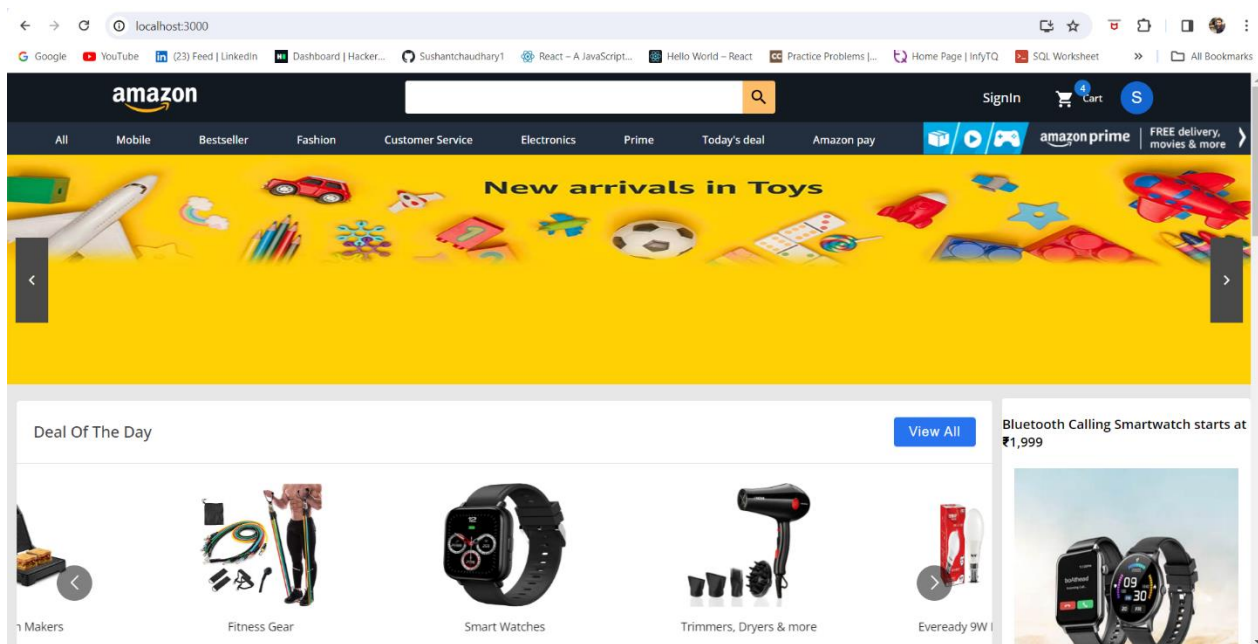 localhost:3000
Google YouTube (23) Feed | LinkedIn Dashboard | Hacker... Sushantchaudhary1 React – A JavaScript... Hello World – React Practice Problems |... Home Page | InfyTQ SQL Worksheet » All Bookmarks
amazon SignIn 4 Cart S
All Mobile Bestseller Fashion Customer Service Electronics Prime Today's deal Amazon pay amazon prime FREE delivery,
movies & more
New arrivals in Toys
Deal Of The Day View All
Bluetooth Calling Smartwatch starts at
₹1,999
n Makers Fitness Gear Smart Watches Trimmers, Dryers & more Eveready 9W